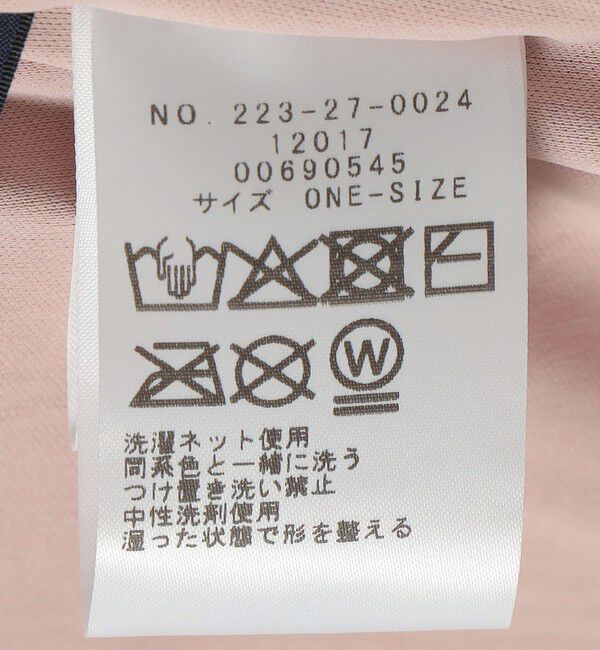 NO. 223-27-0024
12017
00690545
サイズ ONE-SIZE
W
洗濯ネット使用
同系色と一緒に洗う
つけ置き洗い禁止
中性洗剤使用
湿った状態で形を整える